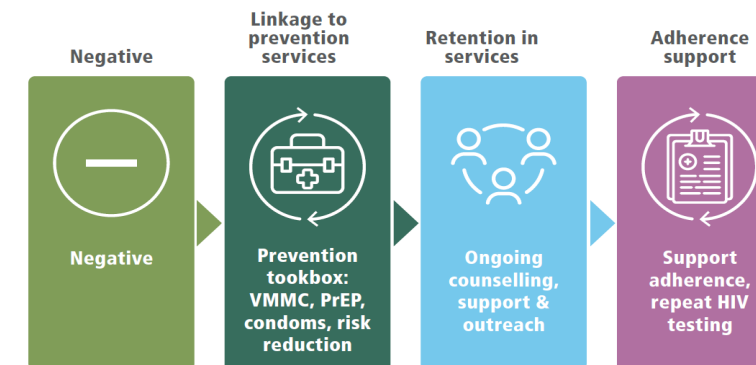 Negative
Linkage to
prevention
services
Retention in
services
Adherence
support
Negative
Prevention
tookbox:
VMMC, PrEP,
condoms, risk
reduction
Ongoing
counselling,
support &
outreach
Support
adherence,
repeat HIV
testing